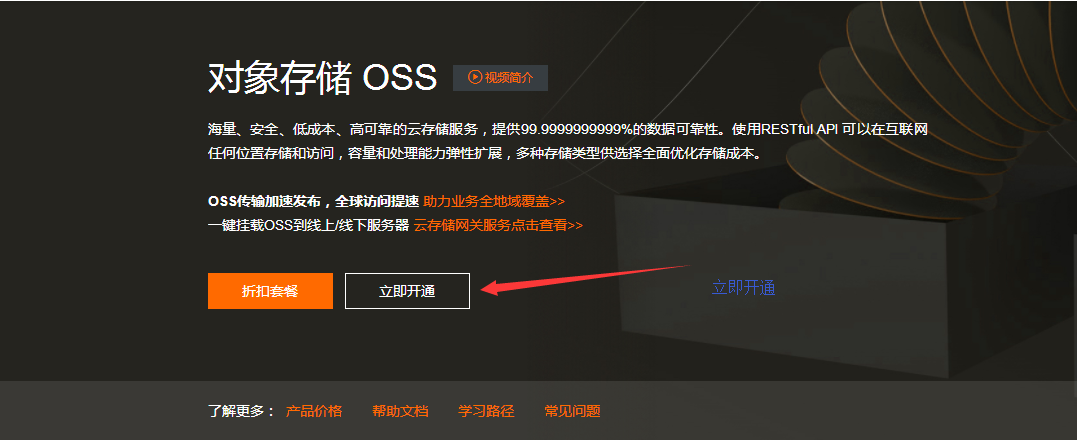 对象存储 OSS 视频简介
海量、安全、低成本、高可靠的云存储服务，提供99.9999999999%的数据可靠性。使用RESTful API 可以在互联网
任何位置存储和访问，容量和处理能力弹性扩展，多种存储类型供选择全面优化存储成本。
OSS传输加速发布，全球访问提速 助力业务全地域覆盖>>
一键挂载OSS到线上/线下服务器 云存储网关服务点击查看>>
折扣套餐 立即开通 立即开通
了解更多： 产品价格 帮助文档 学习路径 常见问题